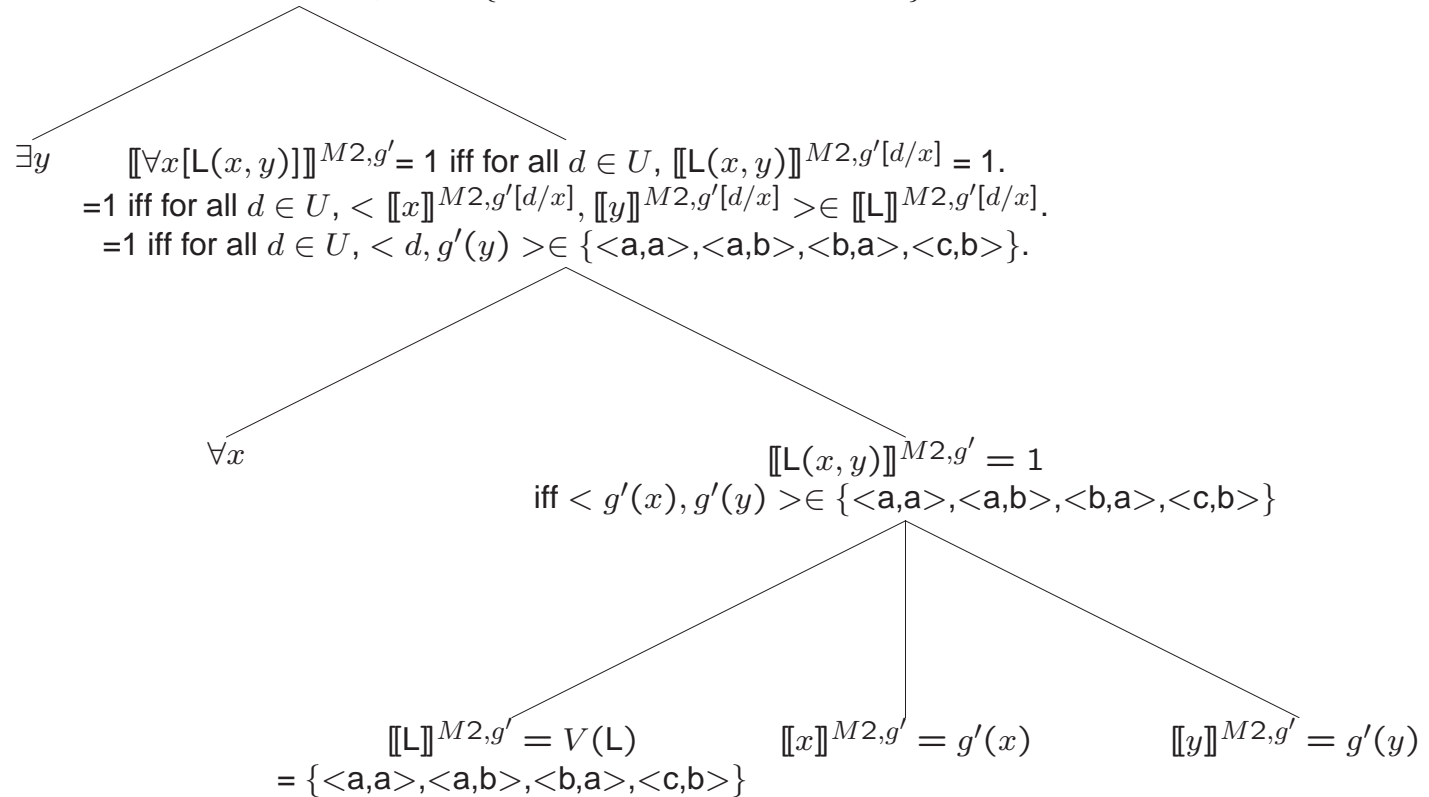 ∃y ⟦∀x[L(x, y)]⟧^{M2,g′}= 1 iff for all d ∈ U, ⟦L(x, y)⟧^{M2,g′[d/x]} = 1.
=1 iff for all d ∈ U, < ⟦x⟧^{M2,g′[d/x]}, ⟦y⟧^{M2,g′[d/x]} >∈ ⟦L⟧^{M2,g′[d/x]}.
=1 iff for all d ∈ U, < d, g′(y) >∈ {<a,a>,<a,b>,<b,a>,<c,b>}.
∀x ⟦L(x, y)⟧^{M2,g′} = 1
iff < g′(x), g′(y) >∈ {<a,a>,<a,b>,<b,a>,<c,b>}
⟦L⟧^{M2,g′} = V(L) ⟦x⟧^{M2,g′} = g′(x) ⟦y⟧^{M2,g′} = g′(y)
= {<a,a>,<a,b>,<b,a>,<c,b>}